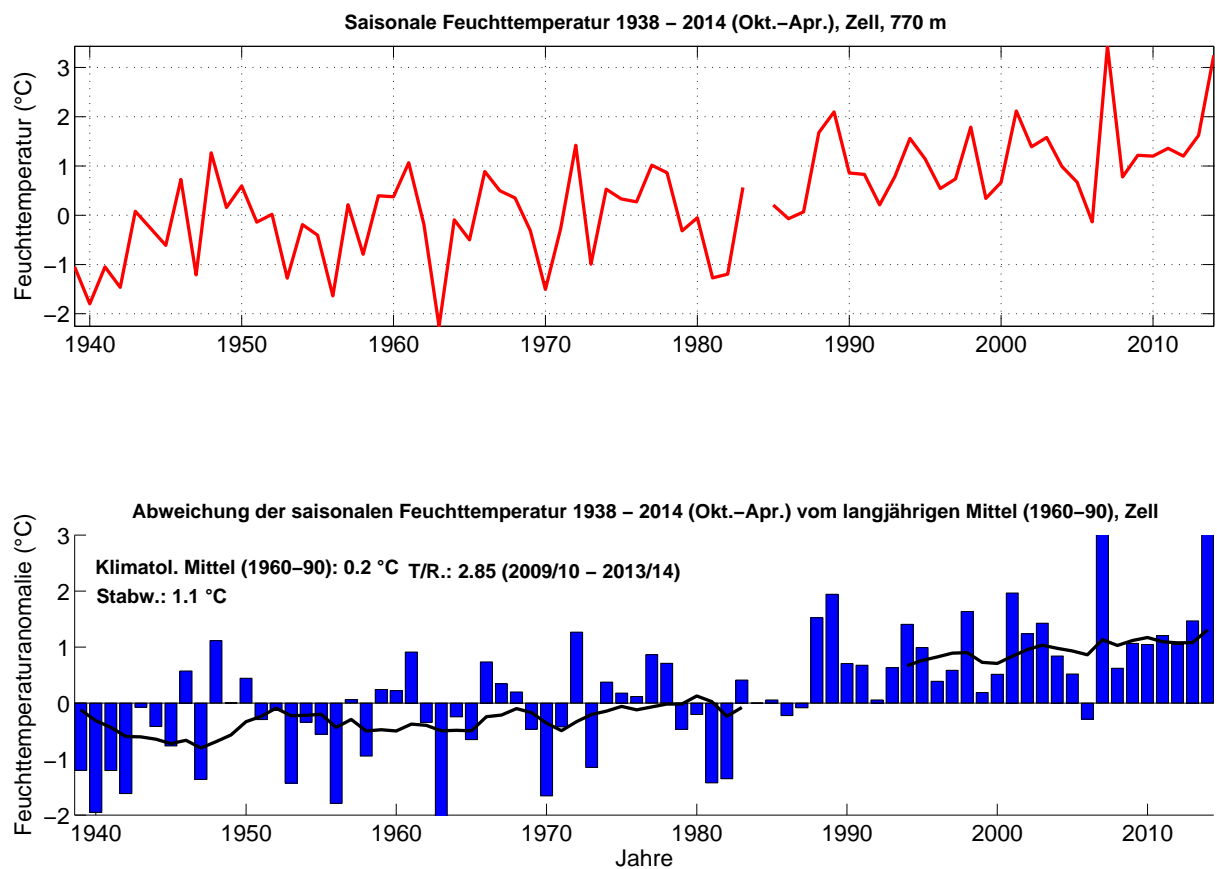 Saisonale Feuchttemperatur 1938 − 2014 (Okt.−Apr.), Zell, 770 m
Feuchttemperatur (°C)
3
2
1
0
−1
−2
1940 1950 1960 1970 1980 1990 2000 2010
Abweichung der saisonalen Feuchttemperatur 1938 − 2014 (Okt.−Apr.) vom langjährigen Mittel (1960−90), Zell
Feuchttemperaturanomalie (°C)
3
2
1
0
−1
−2
Klimatol. Mittel (1960−90): 0.2 °C T/R.: 2.85 (2009/10 − 2013/14)
Stabw.: 1.1 °C
1940 1950 1960 1970 1980 1990 2000 2010
Jahre